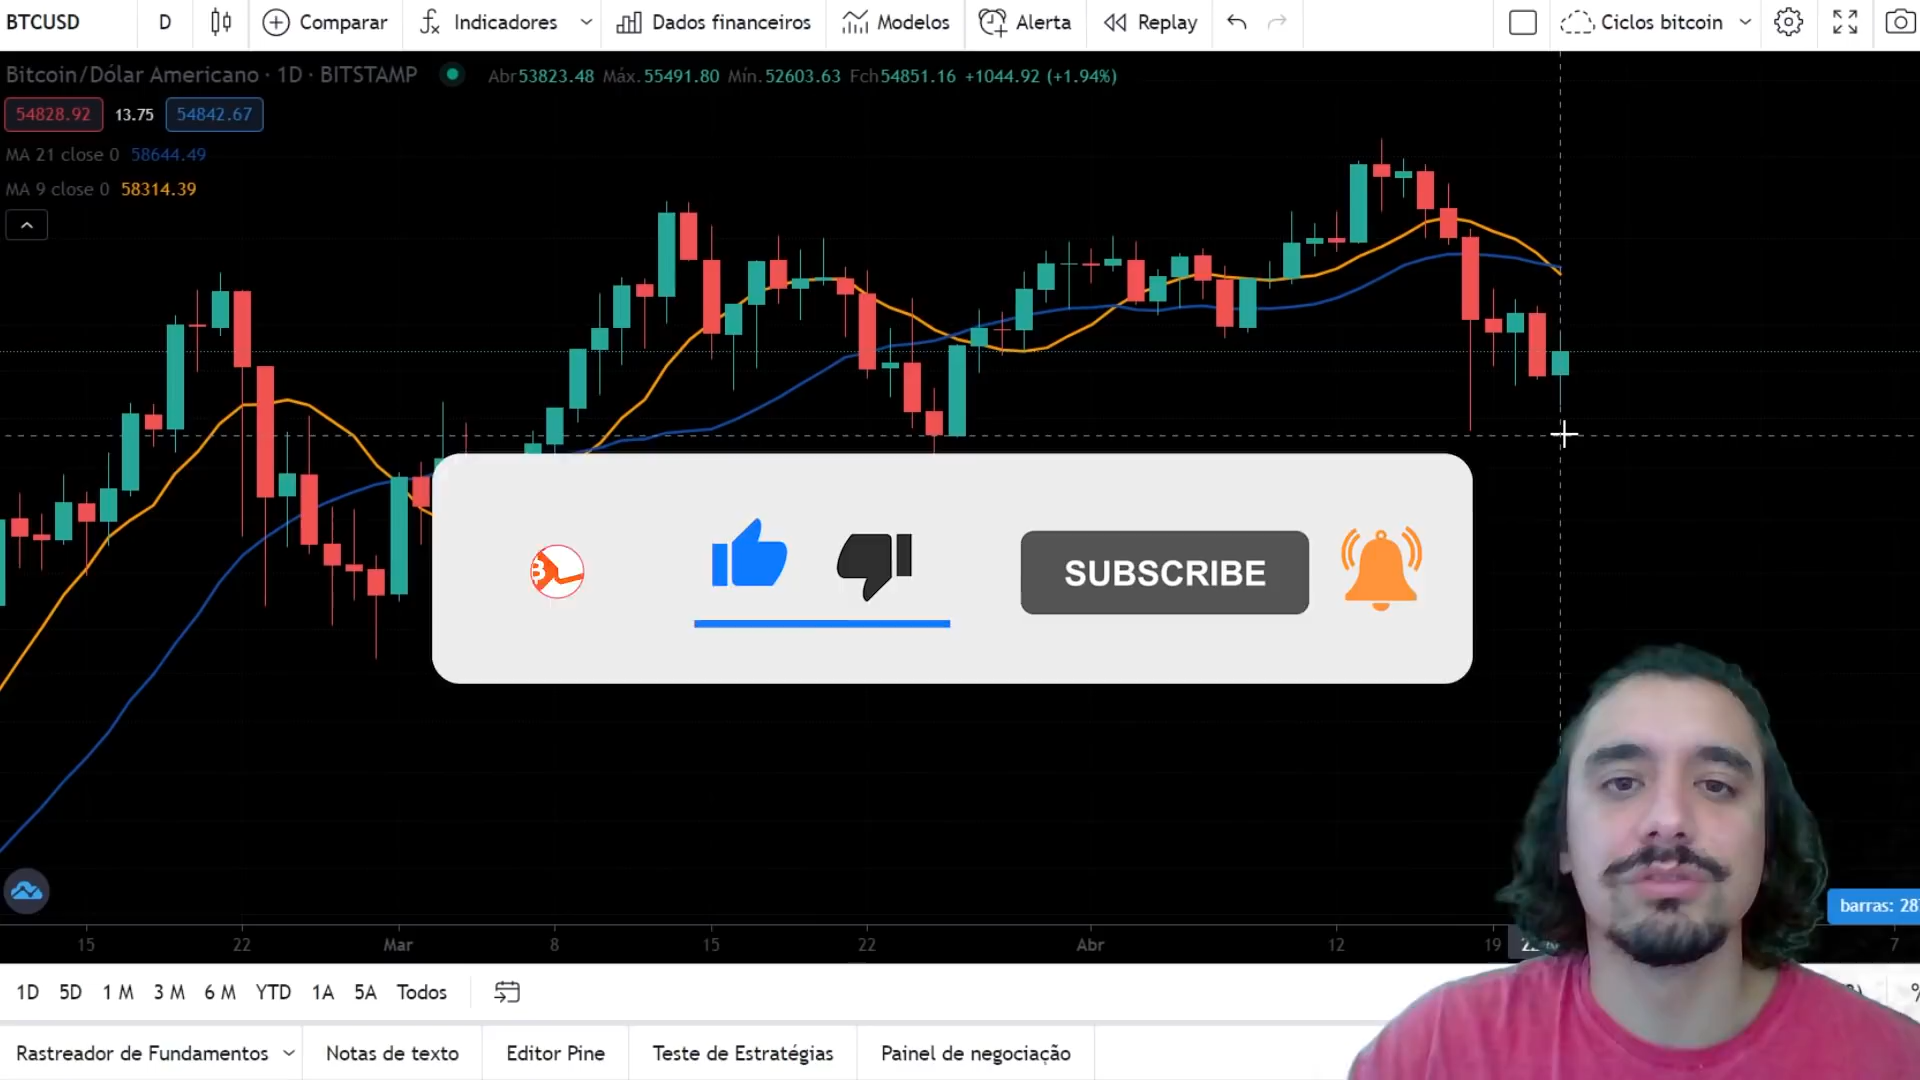 BTCUSD D Comparar Indicadores Dados financeiros Modelos Alerta Replay Ciclos bitcoin
Bitcoin/Dólar Americano · 1D · BITSTAMP Abr53823.48 Máx.55491.80 Mín.52603.63 Fch54851.16 +1044.92 (+1.94%)
54828.92 13.75 54842.67
MA 21 close 0 58644.49
MA 9 close 0 58314.39
SUBSCRIBE
barras: 28
15 22 Mar 8 15 22 Abr 12 19 7
1D 5D 1 M 3 M 6 M YTD 1A 5A Todos
Rastreador de Fundamentos Notas de texto Editor Pine Teste de Estratégias Painel de negociação